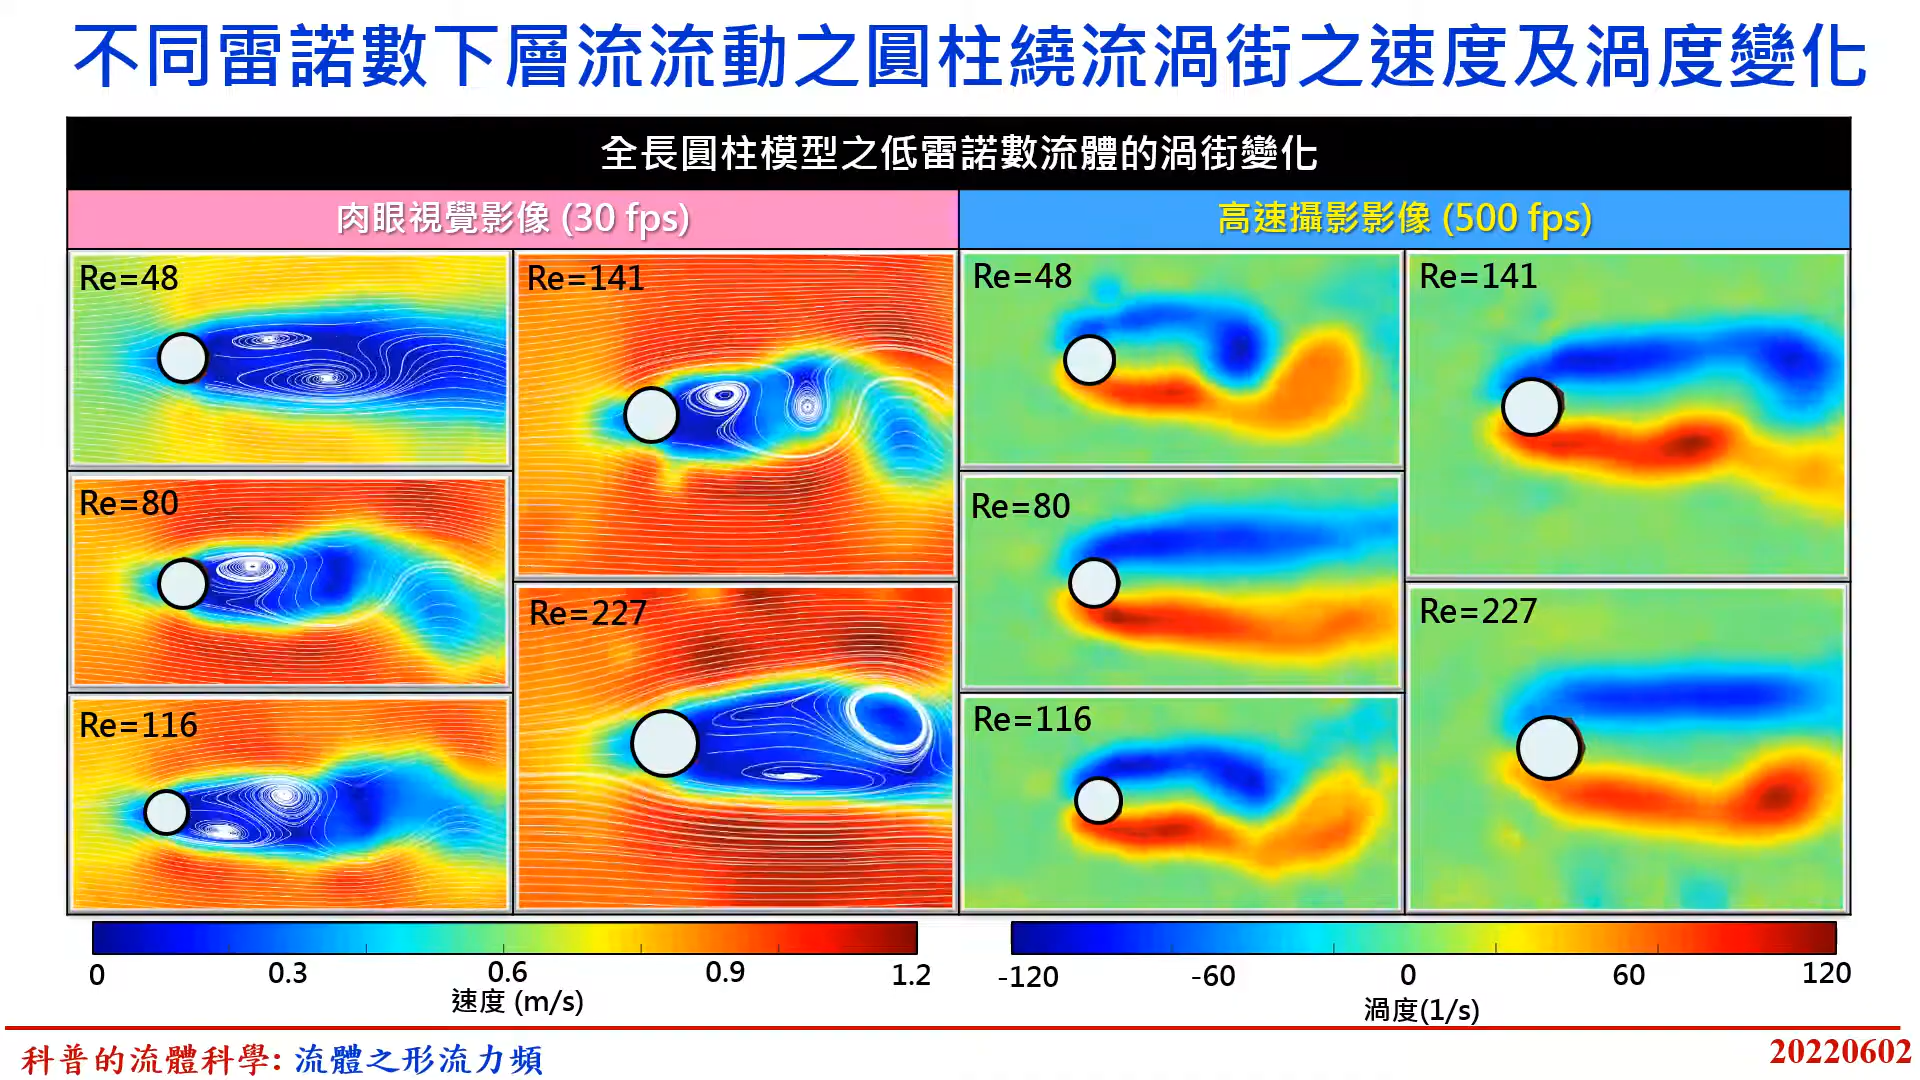 不同雷諾數下層流流動之圓柱繞流渦街之速度及渦度變化
全長圓柱模型之低雷諾數流體的渦街變化
肉眼視覺影像 (30 fps)
高速攝影影像 (500 fps)
Re=48
Re=141
Re=80
Re=227
Re=116
Re=48
Re=141
Re=80
Re=227
Re=116
0 0.3 0.6 0.9 1.2
速度 (m/s)
-120 -60 0 60 120
渦度(1/s)
科普的流體科學: 流體之形流力頻
20220602